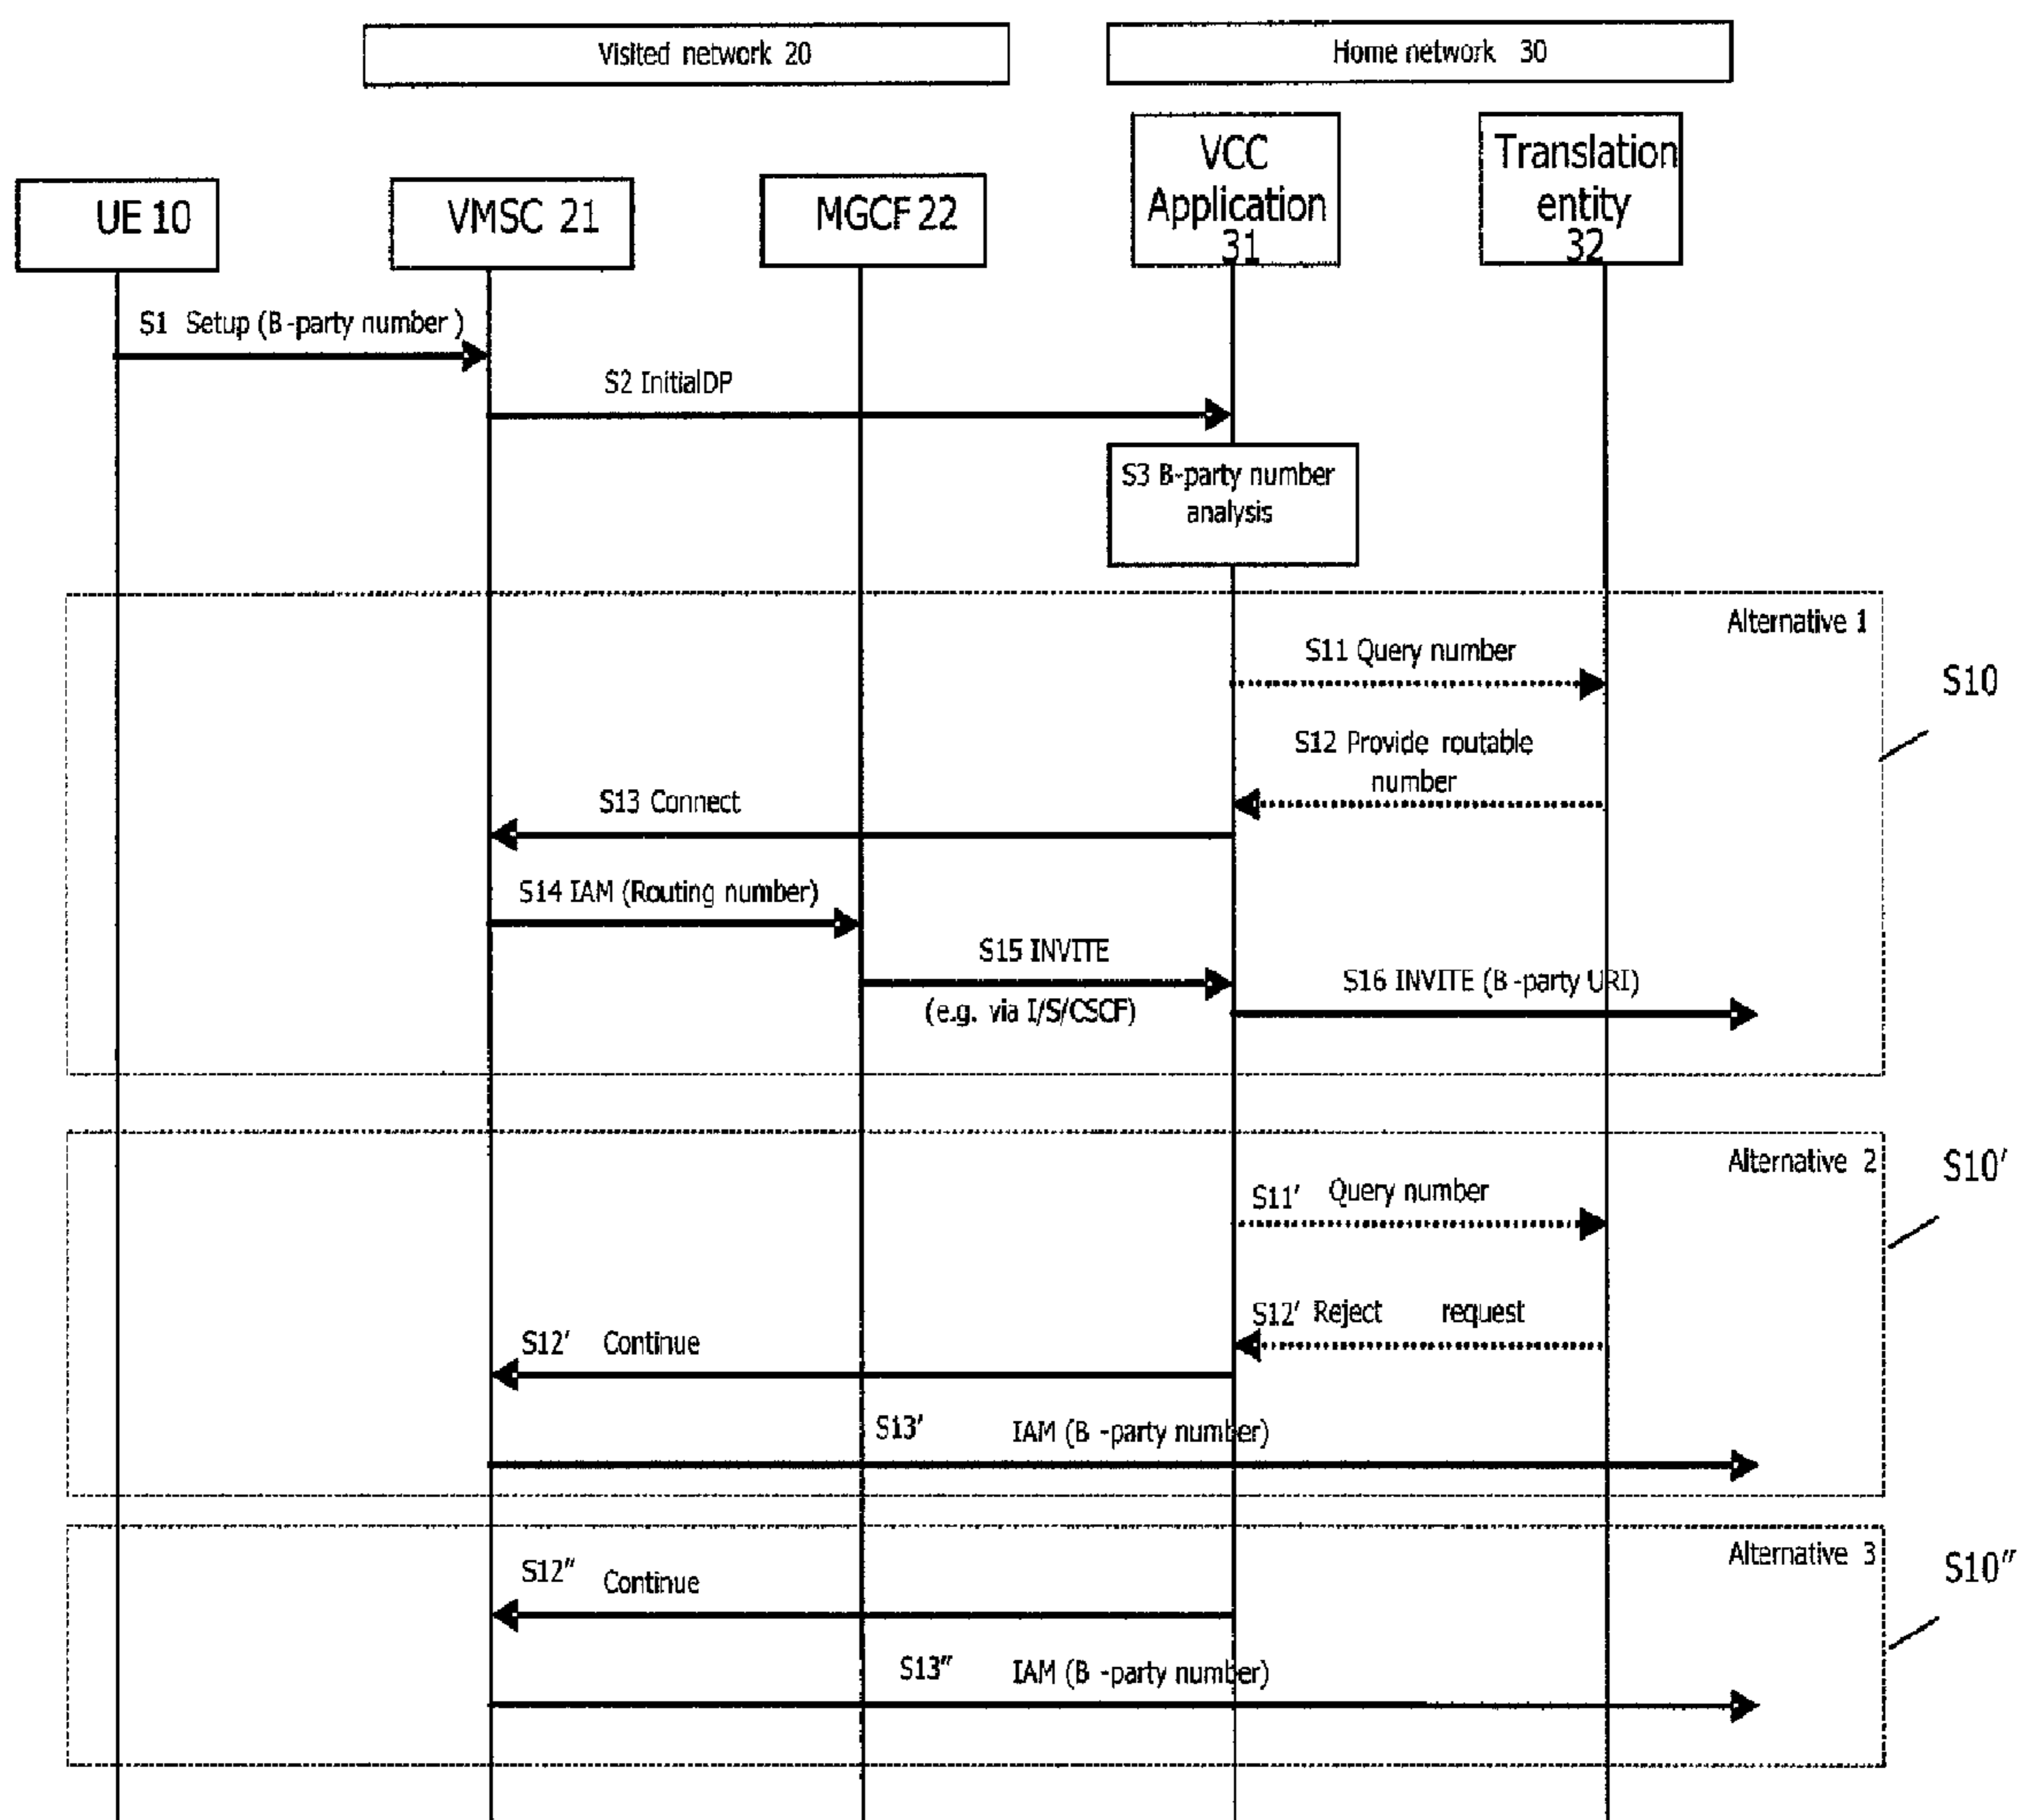 Visited network 20
Home network 30
UE 10
VMSC 21
MGCF 22
VCC
Application
31
Translation
entity
32
S1 Setup (B-party number)
S2 InitialDP
S3 B-party number
analysis
Alternative 1
S10
S11 Query number
S12 Provide routable
number
S13 Connect
S14 IAM (Routing number)
S15 INVITE
(e.g. via I/S/CSCF)
S16 INVITE (B-party URI)
Alternative 2
S10'
S11' Query number
S12' Reject request
S12' Continue
S13' IAM (B-party number)
Alternative 3
S10"
S12" Continue
S13" IAM (B-party number)